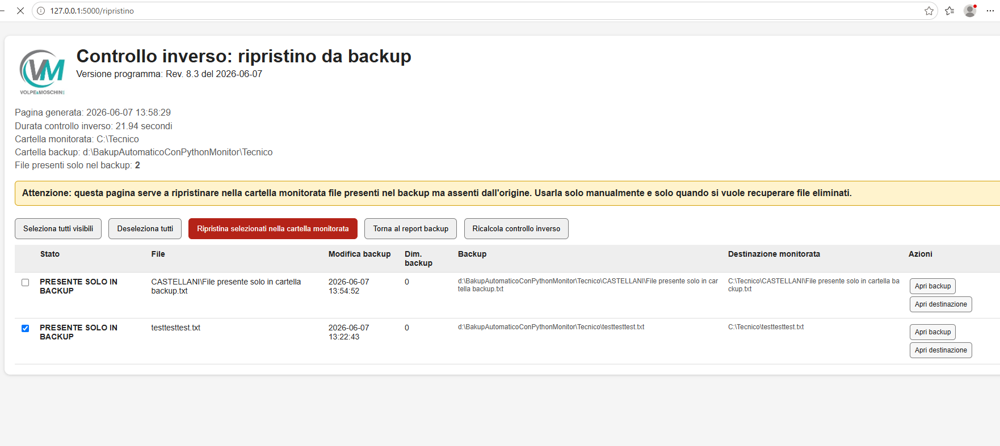 127.0.0.1:5000/ripristino
VM
VOLPE&MOSCHINI
Controllo inverso: ripristino da backup
Versione programma: Rev. 8.3 del 2026-06-07
Pagina generata: 2026-06-07 13:58:29
Durata controllo inverso: 21.94 secondi
Cartella monitorata: C:\Tecnico
Cartella backup: d:\BakupAutomaticoConPythonMonitor\Tecnico
File presenti solo nel backup: 2
Attenzione: questa pagina serve a ripristinare nella cartella monitorata file presenti nel backup ma assenti dall'origine. Usarla solo manualmente e solo quando si vuole recuperare file eliminati.
Seleziona tutti visibili
Deseleziona tutti
Ripristina selezionati nella cartella monitorata
Torna al report backup
Ricalcola controllo inverso
Stato
File
Modifica backup
Dim.
backup
Backup
Destinazione monitorata
Azioni
PRESENTE SOLO IN
BACKUP
CASTELLANI\File presente solo in cartella
backup.txt
2026-06-07
13:54:52
0
d:\BakupAutomaticoConPythonMonitor\Tecnico\CASTELLANI\File presente solo in car
tella backup.txt
C:\Tecnico\CASTELLANI\File presente solo in cartella ba
ckup.txt
Apri backup
Apri destinazione
PRESENTE SOLO IN
BACKUP
testtesttest.txt
2026-06-07
13:22:43
0
d:\BakupAutomaticoConPythonMonitor\Tecnico\testtesttest.txt
C:\Tecnico\testtesttest.txt
Apri backup
Apri destinazione